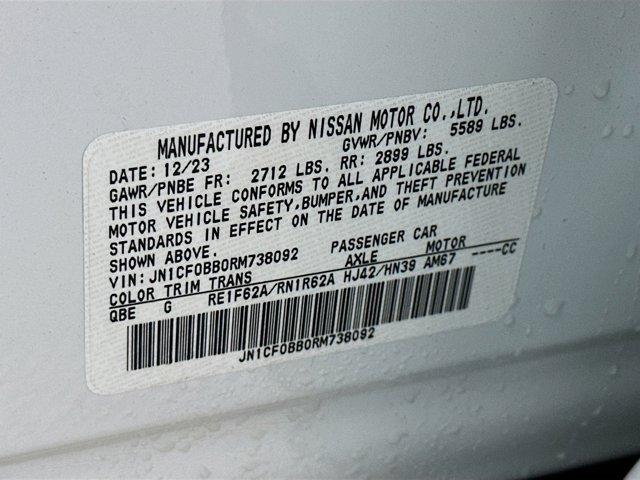 MANUFACTURED BY NISSAN MOTOR CO.,LTD.
DATE: 12/23 GVWR/PNBV: 5589 LBS.
GAWR/PNBE FR: 2712 LBS. RR: 2899 LBS.
THIS VEHICLE CONFORMS TO ALL APPLICABLE FEDERAL
MOTOR VEHICLE SAFETY,BUMPER,AND THEFT PREVENTION
STANDARDS IN EFFECT ON THE DATE OF MANUFACTURE
SHOWN ABOVE.
VIN: JN1CF0BB0RM738092 PASSENGER CAR
COLOR TRIM TRANS AXLE MOTOR
QBE G RE1F62A/RN1R62A HJ42/HN39 AM67 ----CC
JN1CF0BB0RM738092